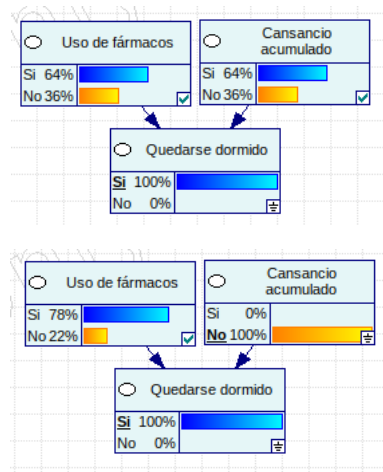 Uso de fármacos
Cansancio
acumulado
Si 64%
No 36%
Si 64%
No 36%
Quedarse dormido
Si 100%
No 0%
Uso de fármacos
Cansancio
acumulado
Si 78%
No 22%
Si 0%
No 100%
Quedarse dormido
Si 100%
No 0%